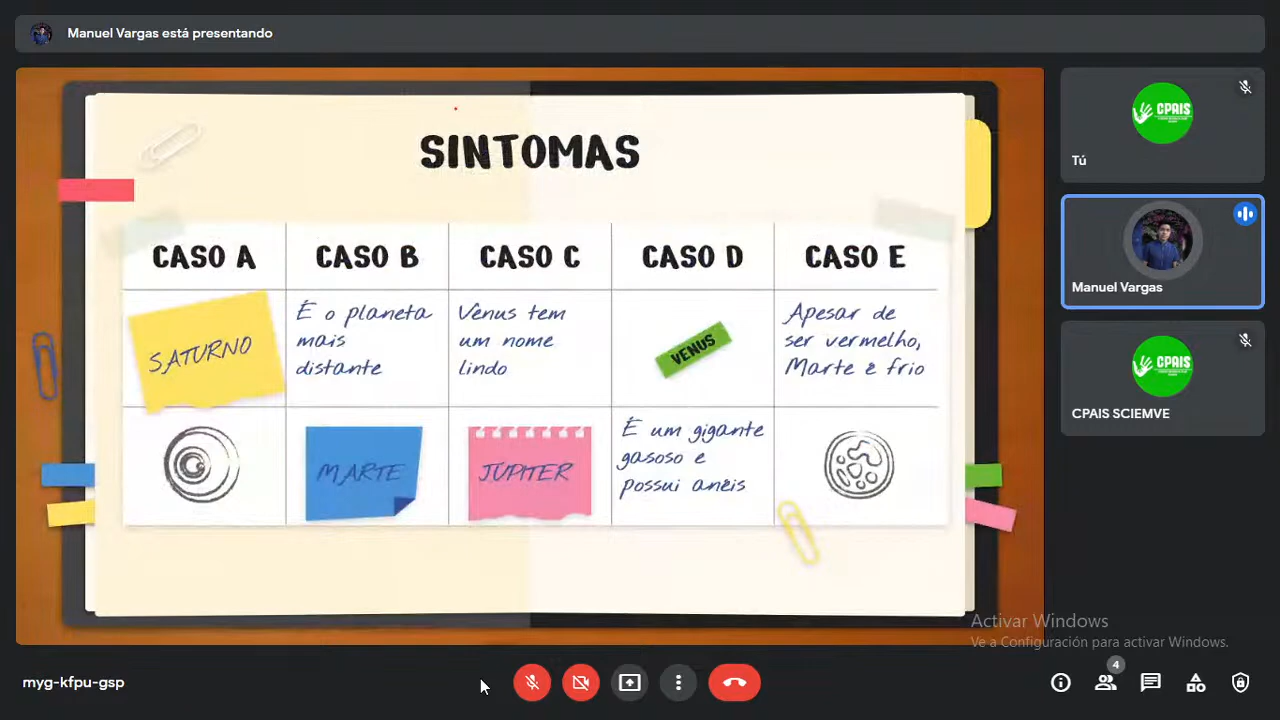 Manuel Vargas está presentando
SINTOMAS
CASO A
CASO B
CASO C
CASO D
CASO E
SATURNO
É o planeta
mais
distante
Vênus tem
um nome
lindo
VENUS
Apesar de
ser vermelho,
Marte é frio
MARTE
JÚPITER
É um gigante
gasoso e
possui anéis
CPAIS
Tú
Manuel Vargas
CPAIS
CPAIS SCIEMVE
Activar Windows
Ve a Configuración para activar Windows.
myg-kfpu-gsp
4